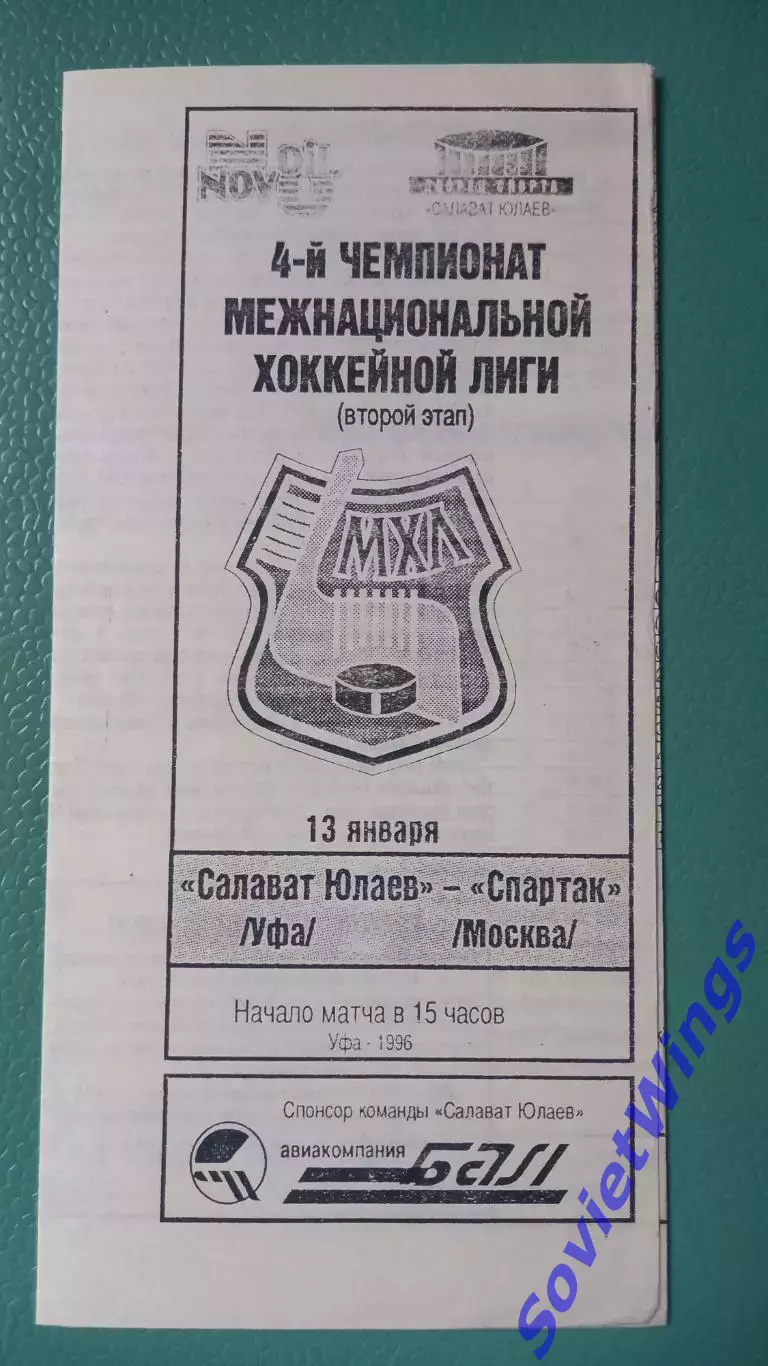 Novoil
«САЛАВАТ ЮЛАЕВ»
4-й ЧЕМПИОНАТ
МЕЖНАЦИОНАЛЬНОЙ
ХОККЕЙНОЙ ЛИГИ
(второй этап)
МХЛ
13 января
«Салават Юлаев» – «Спартак»
/Уфа/ /Москва/
Начало матча в 15 часов
Уфа - 1996
Спонсор команды «Салават Юлаев»
авиакомпания БАЛ
SovietWings